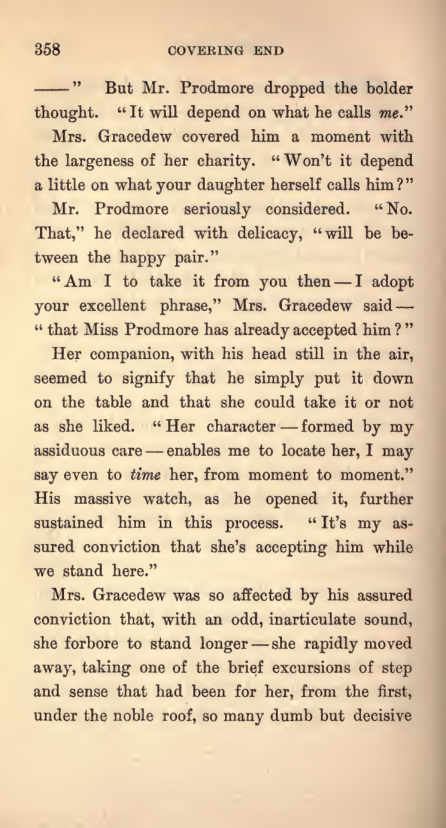 358 COVERING END
——" But Mr. Prodmore dropped the bolder
thought. "It will depend on what he calls me."
Mrs. Gracedew covered him a moment with
the largeness of her charity. "Won't it depend
a little on what your daughter herself calls him?"
Mr. Prodmore seriously considered. "No.
That," he declared with delicacy, "will be be-
tween the happy pair."
"Am I to take it from you then — I adopt
your excellent phrase," Mrs. Gracedew said —
"that Miss Prodmore has already accepted him?"
Her companion, with his head still in the air,
seemed to signify that he simply put it down
on the table and that she could take it or not
as she liked. "Her character — formed by my
assiduous care — enables me to locate her, I may
say even to time her, from moment to moment."
His massive watch, as he opened it, further
sustained him in this process. "It's my as-
sured conviction that she's accepting him while
we stand here."
Mrs. Gracedew was so affected by his assured
conviction that, with an odd, inarticulate sound,
she forbore to stand longer — she rapidly moved
away, taking one of the brief excursions of step
and sense that had been for her, from the first,
under the noble roof, so many dumb but decisive